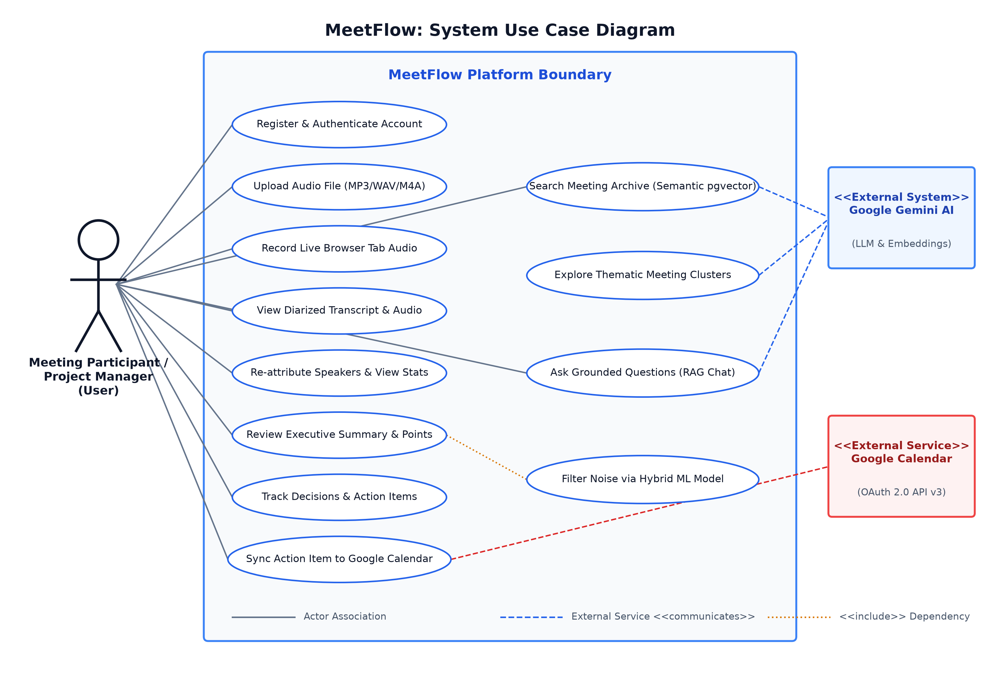 MeetFlow: System Use Case Diagram
MeetFlow Platform Boundary
Register & Authenticate Account
Upload Audio File (MP3/WAV/M4A)
Record Live Browser Tab Audio
View Diarized Transcript & Audio
Re-attribute Speakers & View Stats
Review Executive Summary & Points
Track Decisions & Action Items
Sync Action Item to Google Calendar
Search Meeting Archive (Semantic pgvector)
Explore Thematic Meeting Clusters
Ask Grounded Questions (RAG Chat)
Filter Noise via Hybrid ML Model
Meeting Participant /
Project Manager
(User)
<<External System>>
Google Gemini AI
(LLM & Embeddings)
<<External Service>>
Google Calendar
(OAuth 2.0 API v3)
Actor Association
External Service <<communicates>>
<<include>> Dependency